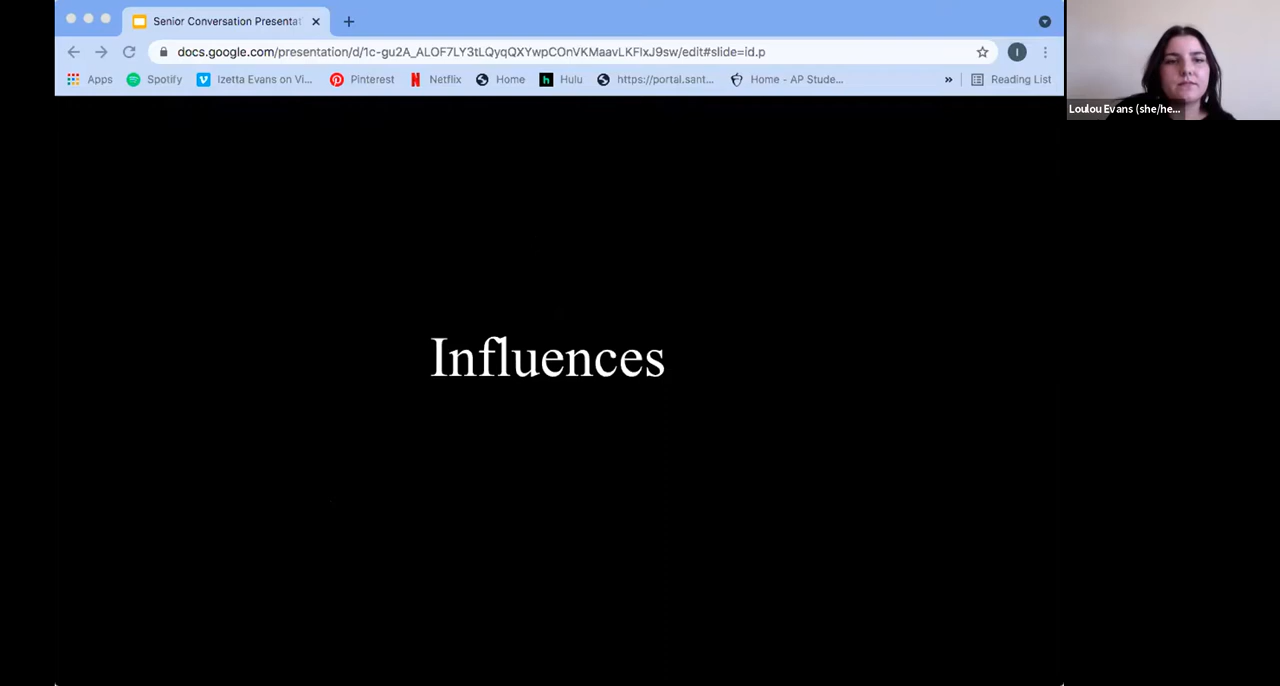 Senior Conversation Presentat
docs.google.com/presentation/d/1c-gu2A_ALOF7LY3tLQyqQXYwpCOnVKMaavLKFlxJ9sw/edit#slide=id.p
I
Apps Spotify Izetta Evans on Vi... Pinterest Netflix Home Hulu https://portal.sant... Home - AP Stude... » Reading List
Loulou Evans (she/he...
Influences